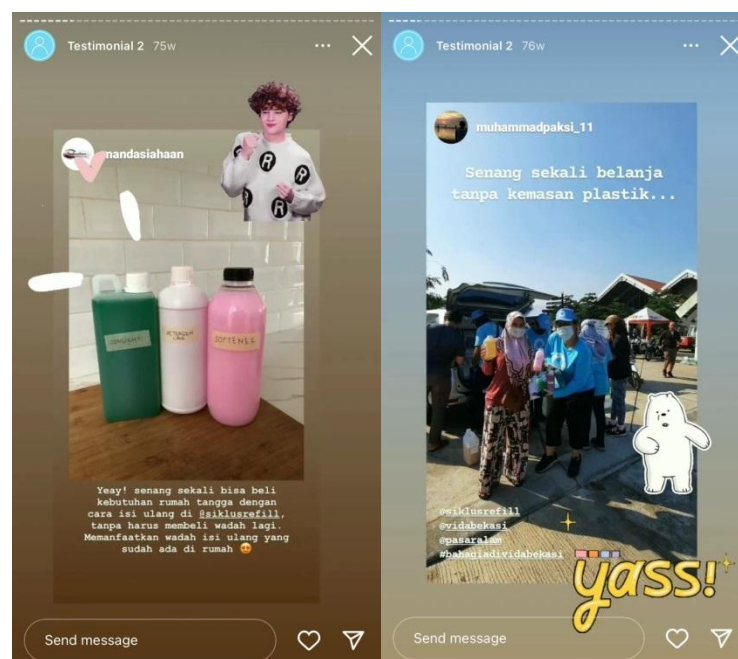 Testimonial 2 75w
mandasiahaan
DETERGEN
CAIR
SOFTENER
Yeay! senang sekali bisa beli
kebutuhan rumah tangga dengan
cara isi ulang di @siklusrefill,
tanpa harus membeli wadah lagi.
Memanfaatkan wadah isi ulang yang
sudah ada di rumah 😍
Send message
Testimonial 2 76w
muhammadpaksi_11
Senang sekali belanja
tanpa kemasan plastik...
@siklusrefill
@vidabekasi
@pasaralam
#bahagiadividabekasi
yass!
Send message